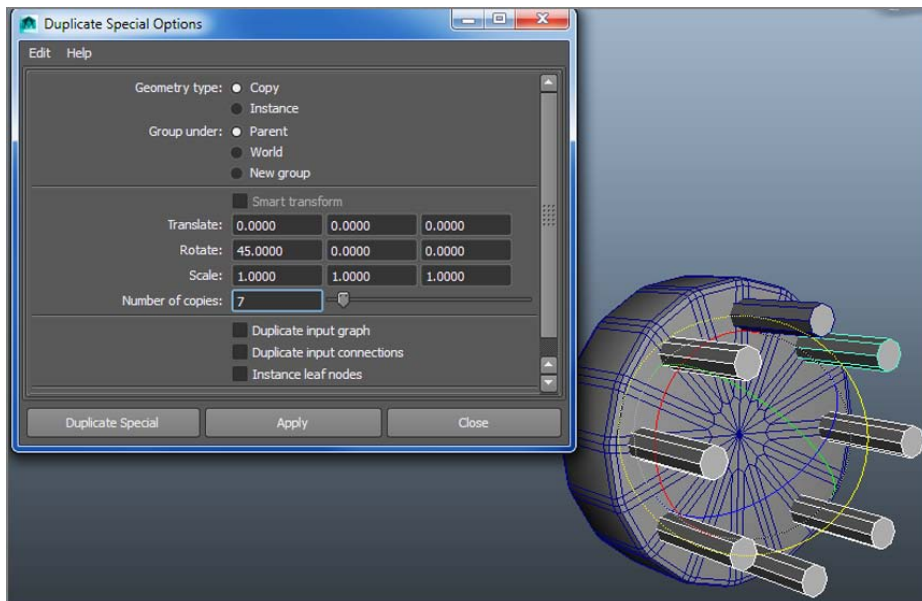 Duplicate Special Options
Edit Help
Geometry type: Copy
Instance
Group under: Parent
World
New group
Smart transform
Translate: 0.0000 0.0000 0.0000
Rotate: 45.0000 0.0000 0.0000
Scale: 1.0000 1.0000 1.0000
Number of copies: 7
Duplicate input graph
Duplicate input connections
Instance leaf nodes
Duplicate Special Apply Close